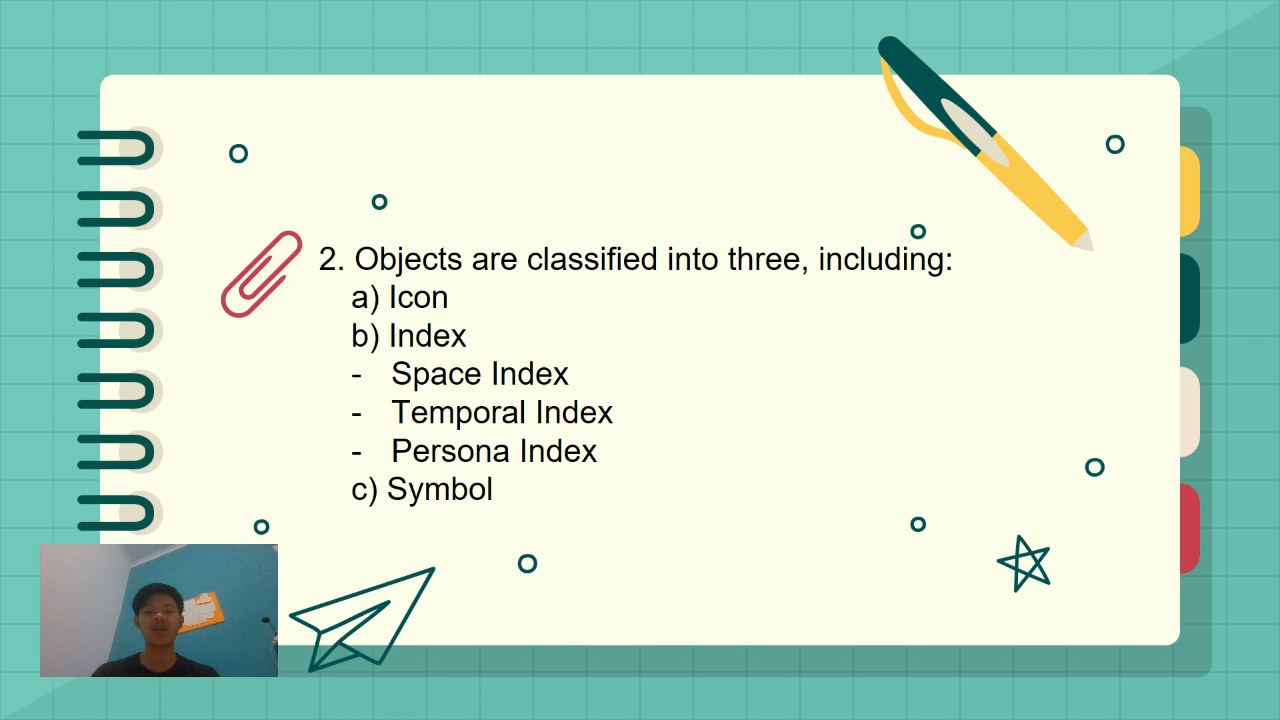 2. Objects are classified into three, including:
a) Icon
b) Index
- Space Index
- Temporal Index
- Persona Index
c) Symbol